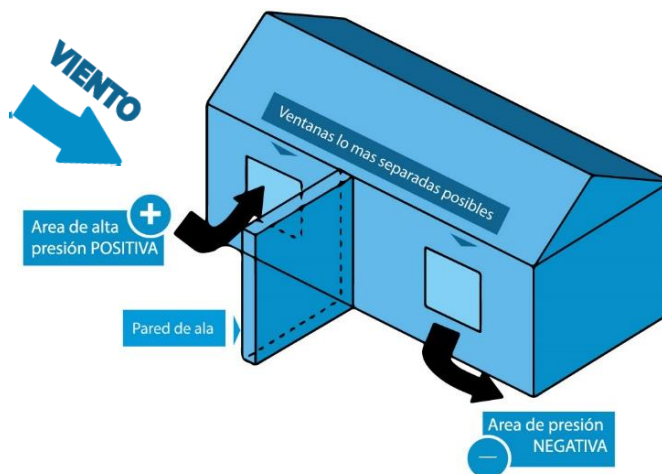 VIENTO
Ventanas lo mas separadas posibles
+
Area de alta
presión POSITIVA
Pared de ala
Area de presión
NEGATIVA
—